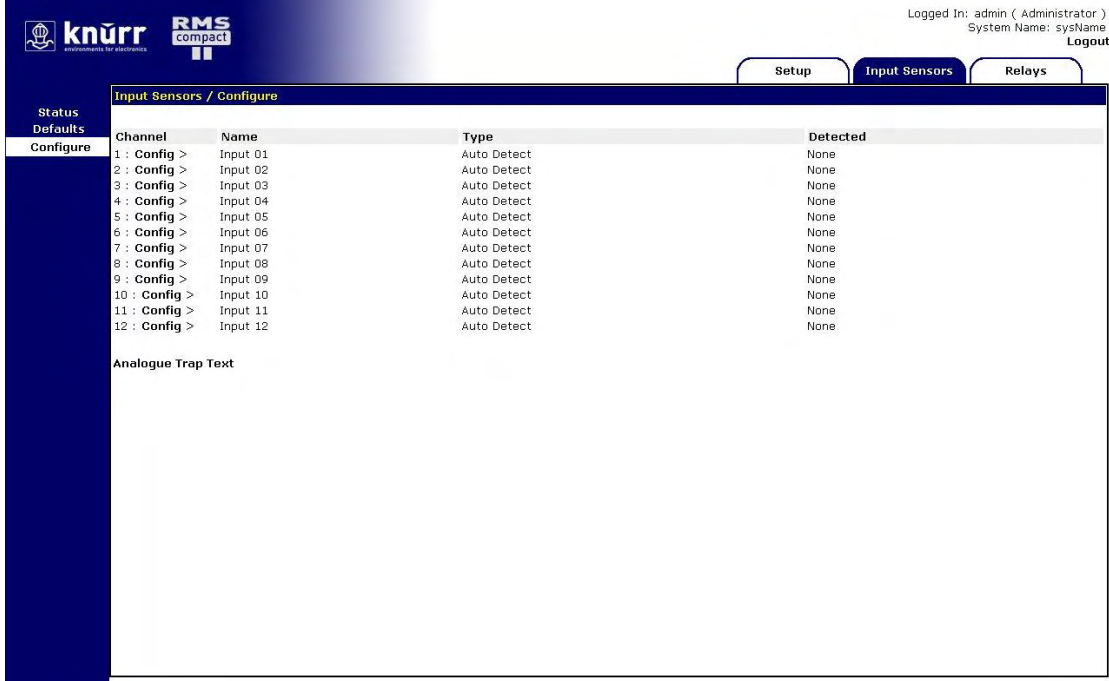 knürr
environments for electronics
RMS
compact
Logged In: admin ( Administrator )
System Name: sysName
Logout
Setup Input Sensors Relays
Status
Defaults
Configure
Input Sensors / Configure
Channel Name Type Detected
1 : Config > Input 01 Auto Detect None
2 : Config > Input 02 Auto Detect None
3 : Config > Input 03 Auto Detect None
4 : Config > Input 04 Auto Detect None
5 : Config > Input 05 Auto Detect None
6 : Config > Input 06 Auto Detect None
7 : Config > Input 07 Auto Detect None
8 : Config > Input 08 Auto Detect None
9 : Config > Input 09 Auto Detect None
10 : Config > Input 10 Auto Detect None
11 : Config > Input 11 Auto Detect None
12 : Config > Input 12 Auto Detect None
Analogue Trap Text